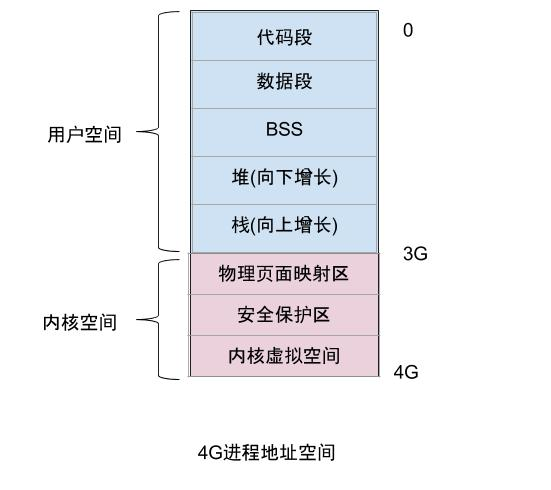 代码段
0
数据段
用户空间
BSS
堆(向下增长)
栈(向上增长)
3G
物理页面映射区
内核空间
安全保护区
内核虚拟空间
4G
4G进程地址空间